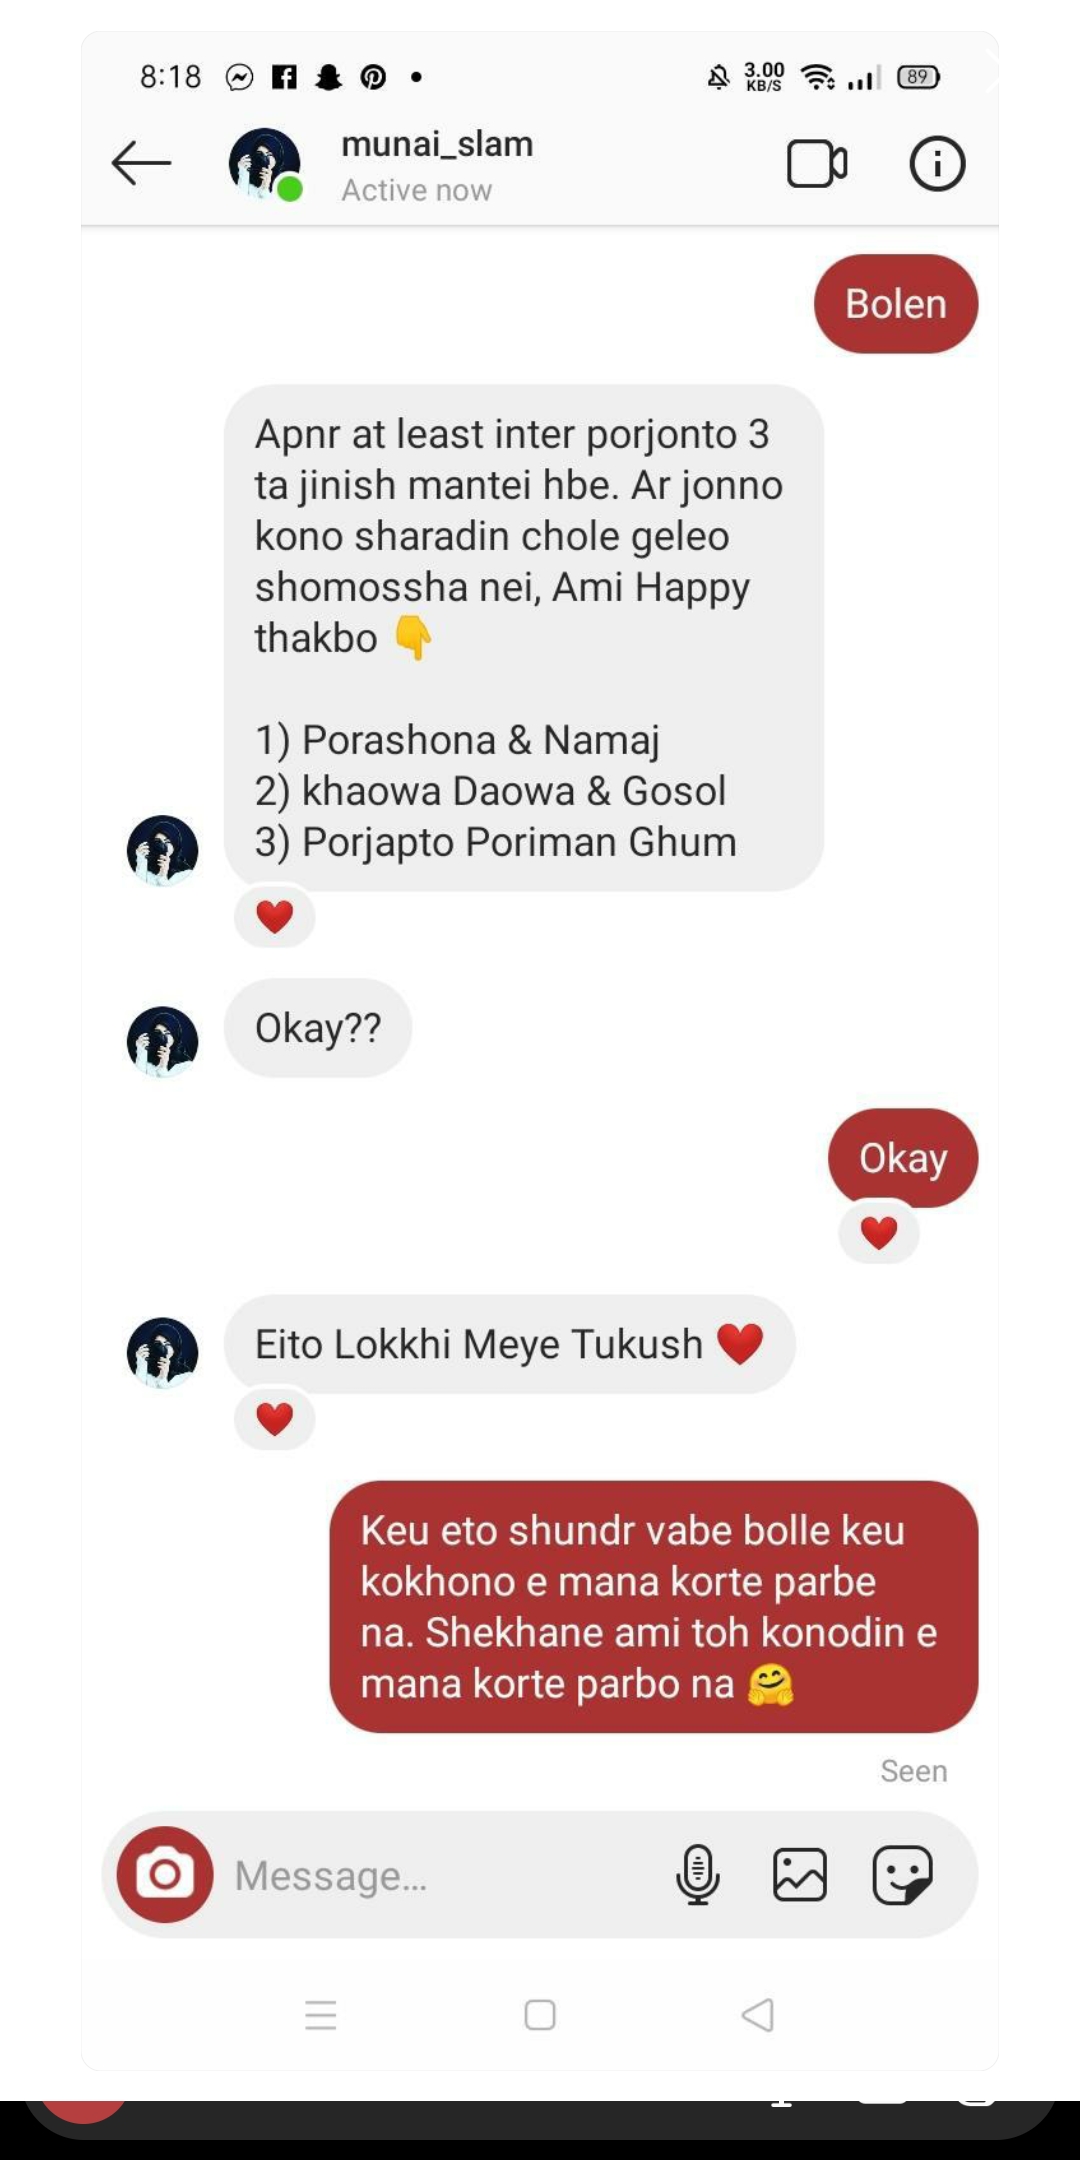 8:18
3.00
KB/S
89
munai_slam
Active now
Bolen
Apnr at least inter porjonto 3
ta jinish mantei hbe. Ar jonno
kono sharadin chole geleo
shomossha nei, Ami Happy
thakbo 👇
1) Porashona & Namaj
2) khaowa Daowa & Gosol
3) Porjapto Poriman Ghum
Okay??
Okay
Eito Lokkhi Meye Tukush ❤️
Keu eto shundr vabe bolle keu
kokhono e mana korte parbe
na. Shekhane ami toh konodin e
mana korte parbo na 🤗
Seen
Message...